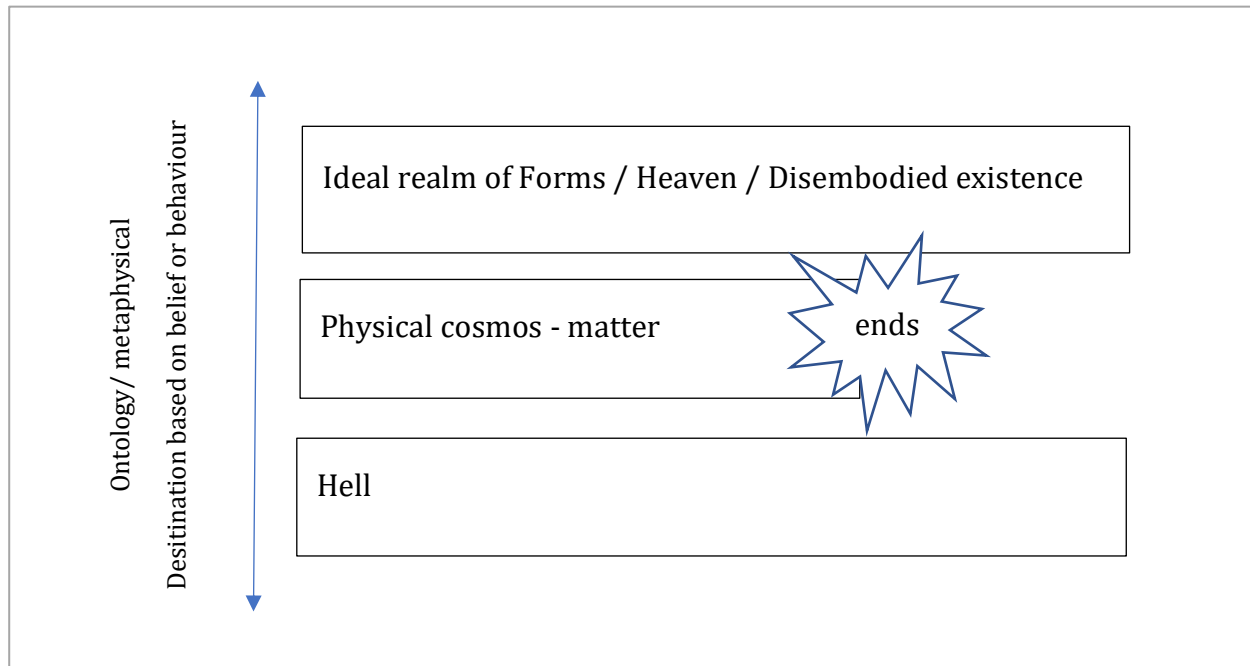 Ontology/ metaphysical
Desitination based on belief or behaviour
Ideal realm of Forms / Heaven / Disembodied existence
Physical cosmos - matter
ends
Hell